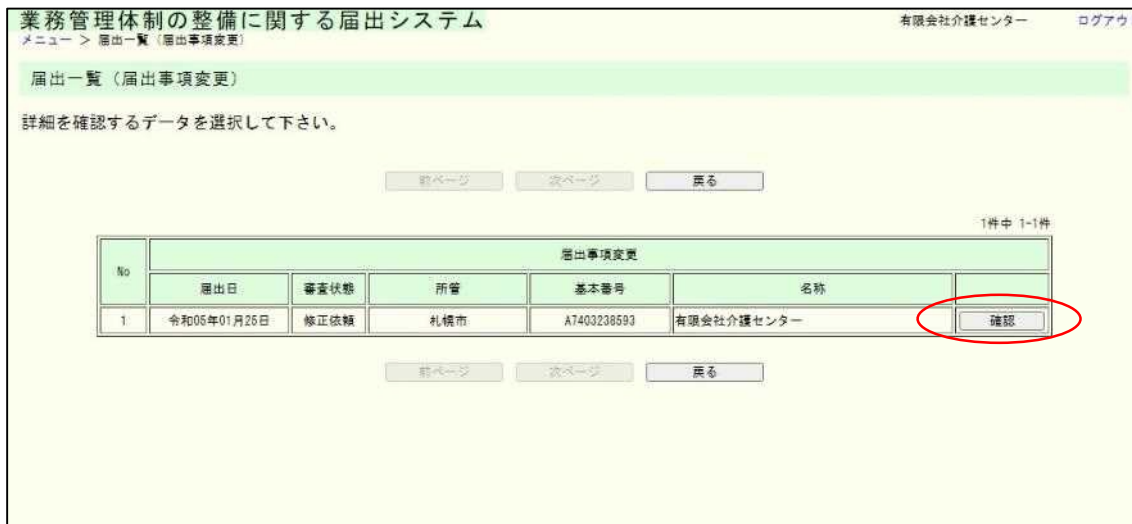 業務管理体制の整備に関する届出システム
有限会社介護センター ログアウ
メニュー > 届出一覧（届出事項変更）
届出一覧（届出事項変更）
詳細を確認するデータを選択して下さい。
前ページ 次ページ 戻る
1件中 1-1件
No 届出事項変更
届出日 審査状態 所管 基本番号 名称
1 令和05年01月25日 修正依頼 札幌市 A7403238593 有限会社介護センター 確認
前ページ 次ページ 戻る